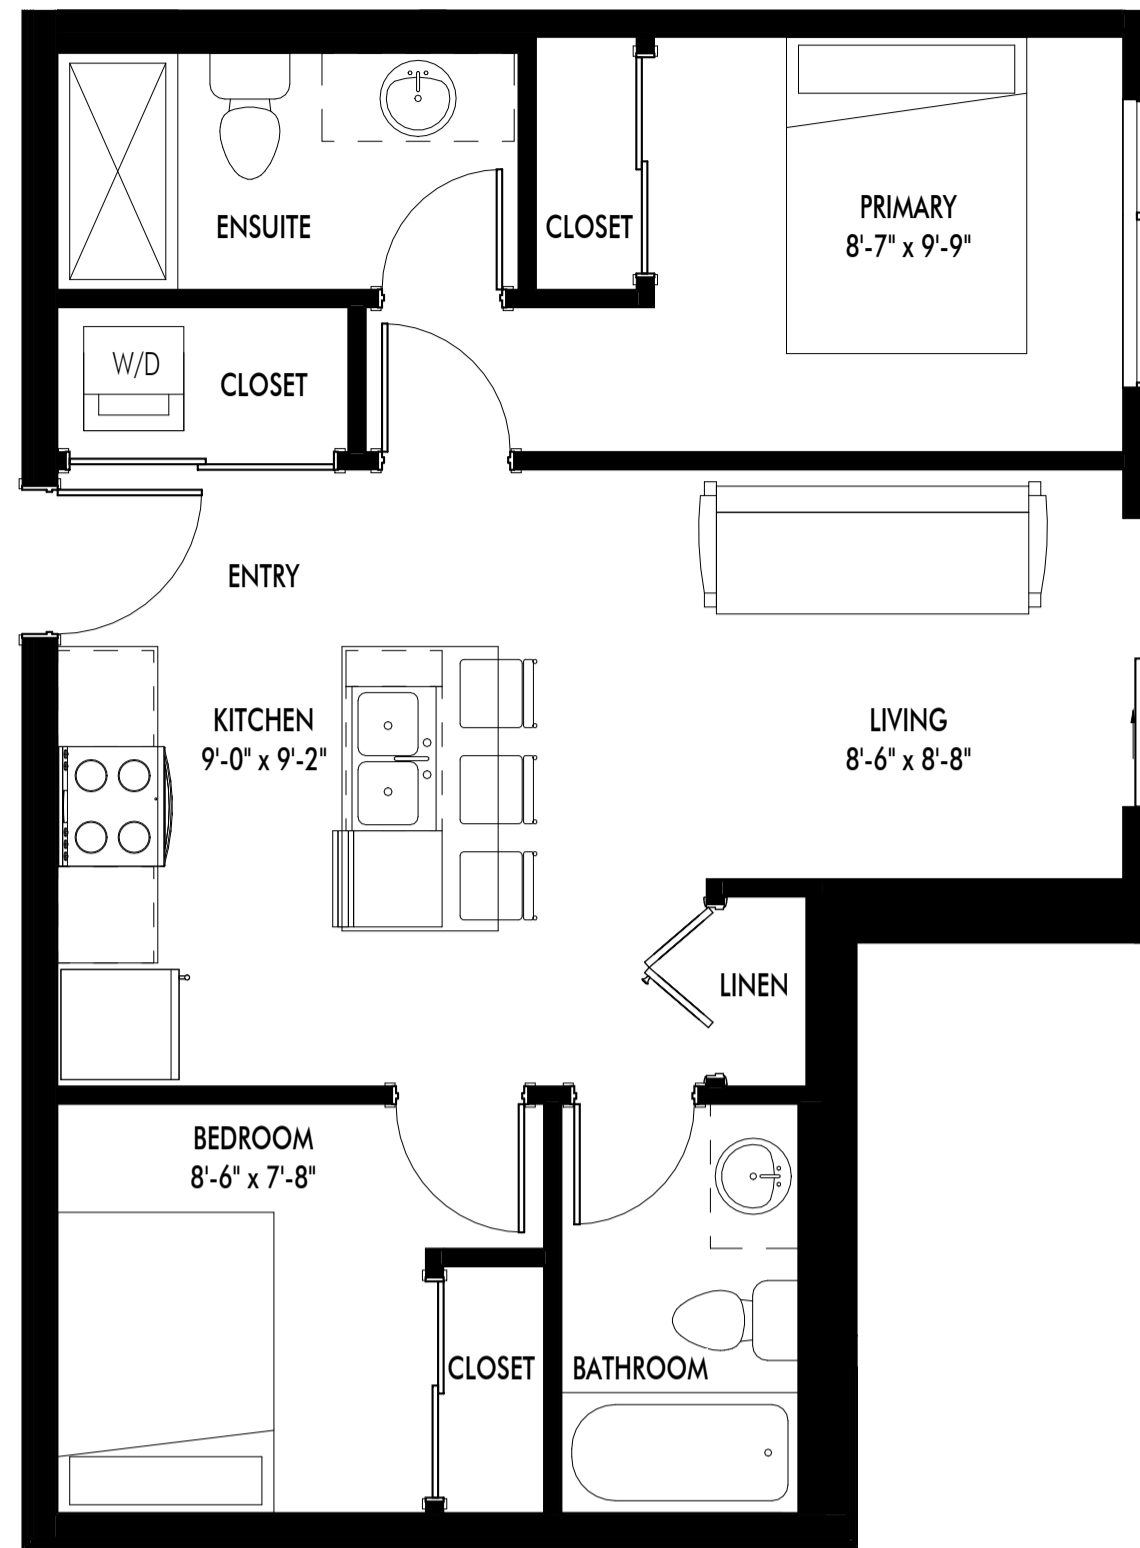 ENSUITE
CLOSET
PRIMARY
8'-7" x 9'-9"
W/D
CLOSET
ENTRY
KITCHEN
9'-0" x 9'-2"
LIVING
8'-6" x 8'-8"
LINEN
BEDROOM
8'-6" x 7'-8"
CLOSET
BATHROOM